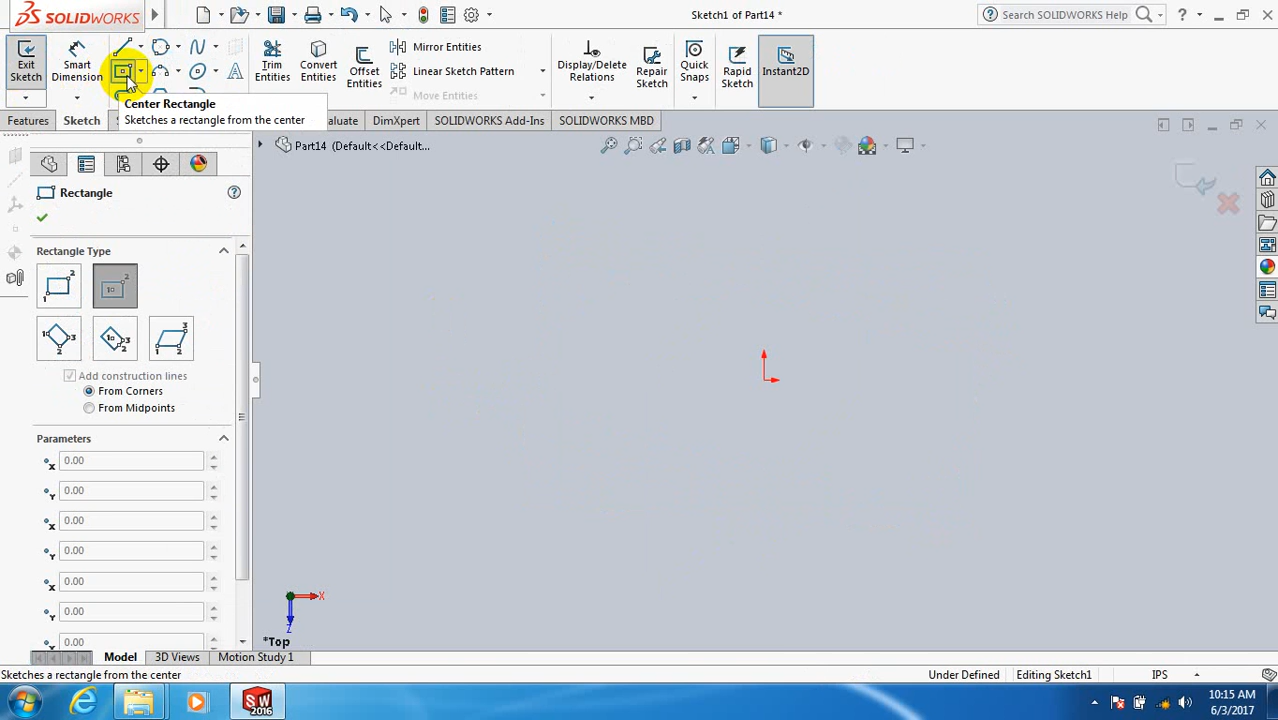 SOLIDWORKS
Sketch1 of Part14 *
Search SOLIDWORKS Help
?
Exit
Sketch
Smart
Dimension
Trim
Entities
Convert
Entities
Offset
Entities
Mirror Entities
Linear Sketch Pattern
Move Entities
Display/Delete
Relations
Repair
Sketch
Quick
Snaps
Rapid
Sketch
Instant2D
Center Rectangle
Sketches a rectangle from the center
Features
Sketch
S
aluate
DimXpert
SOLIDWORKS Add-Ins
SOLIDWORKS MBD
Part14 (Default<<Default...
Rectangle
?
Rectangle Type
Add construction lines
From Corners
From Midpoints
Parameters
X 0.00
Y 0.00
X 0.00
Y 0.00
X 0.00
Y 0.00
0.00
X
Z
*Top
Model
3D Views
Motion Study 1
Sketches a rectangle from the center
Under Defined
Editing Sketch1
IPS
SW
2016
10:15 AM
6/3/2017